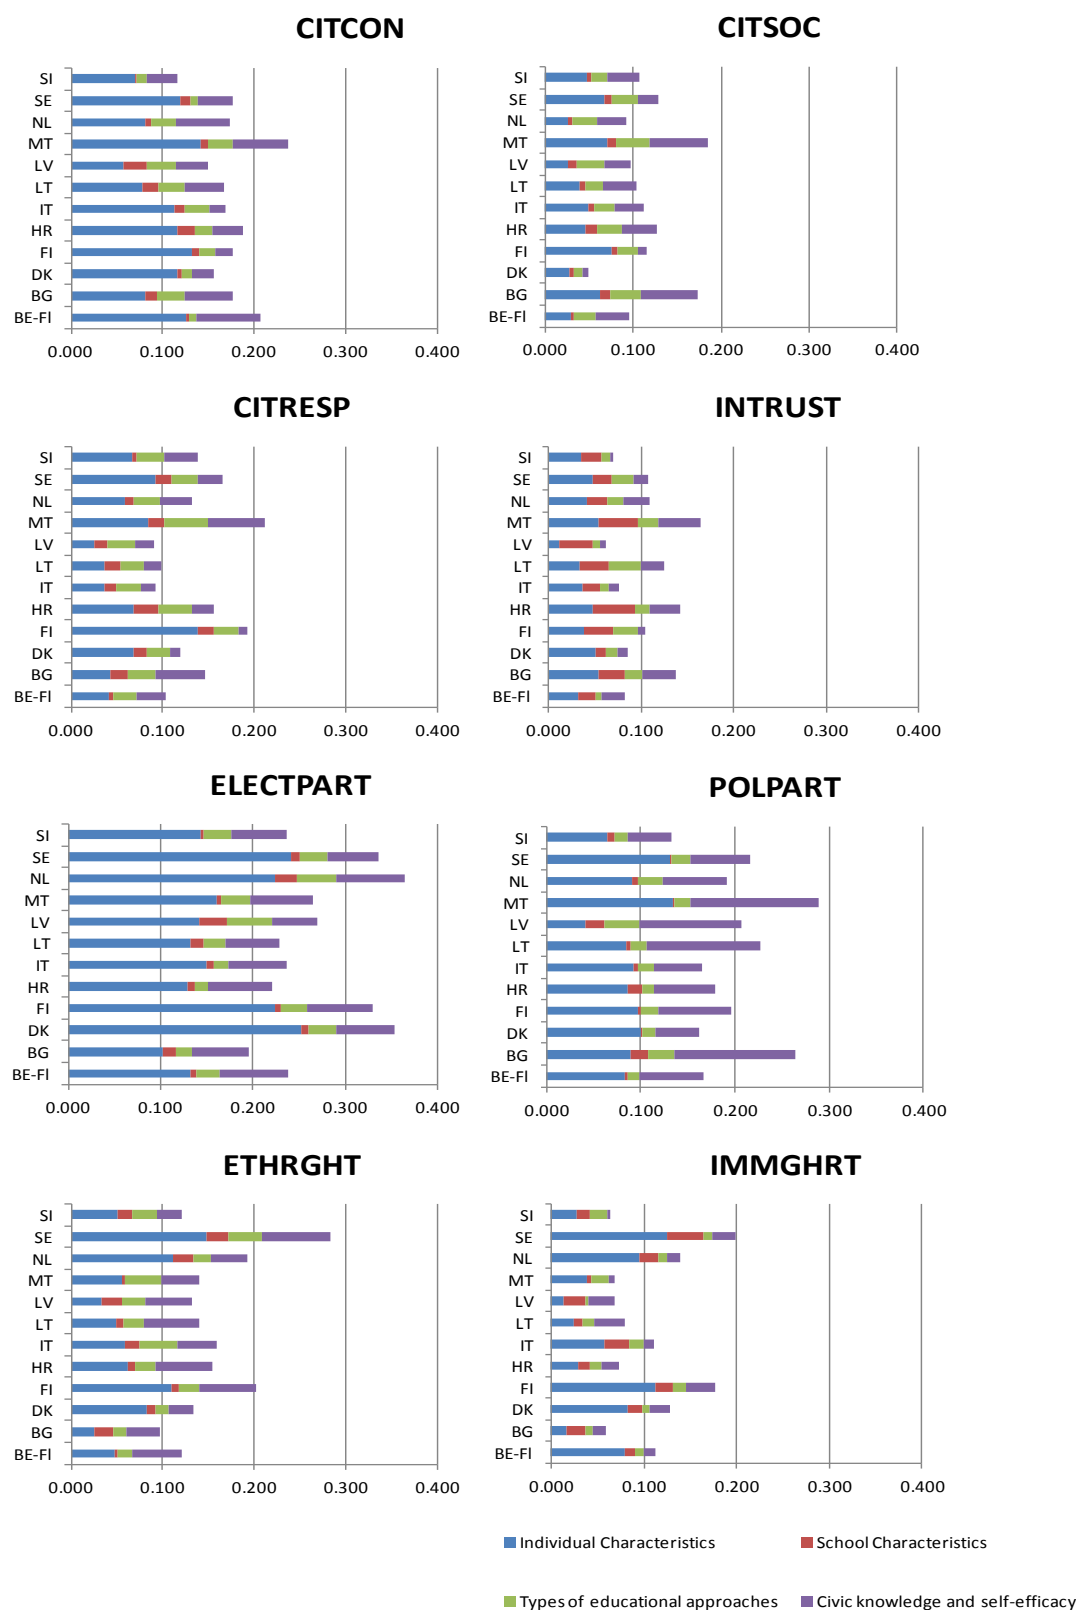 CITCON
SI
SE
NL
MT
LV
LT
IT
HR
FI
DK
BG
BE-Fl
0.000 0.100 0.200 0.300 0.400
CITSOC
SI
SE
NL
MT
LV
LT
IT
HR
FI
DK
BG
BE-Fl
0.000 0.100 0.200 0.300 0.400
CITRESP
SI
SE
NL
MT
LV
LT
IT
HR
FI
DK
BG
BE-Fl
0.000 0.100 0.200 0.300 0.400
INTRUST
SI
SE
NL
MT
LV
LT
IT
HR
FI
DK
BG
BE-Fl
0.000 0.100 0.200 0.300 0.400
ELECTPART
SI
SE
NL
MT
LV
LT
IT
HR
FI
DK
BG
BE-Fl
0.000 0.100 0.200 0.300 0.400
POLPART
SI
SE
NL
MT
LV
LT
IT
HR
FI
DK
BG
BE-Fl
0.000 0.100 0.200 0.300 0.400
ETHRGHT
SI
SE
NL
MT
LV
LT
IT
HR
FI
DK
BG
BE-Fl
0.000 0.100 0.200 0.300 0.400
IMMGHRT
SI
SE
NL
MT
LV
LT
IT
HR
FI
DK
BG
BE-Fl
0.000 0.100 0.200 0.300 0.400
Individual Characteristics School Characteristics
Types of educational approaches Civic knowledge and self-efficacy